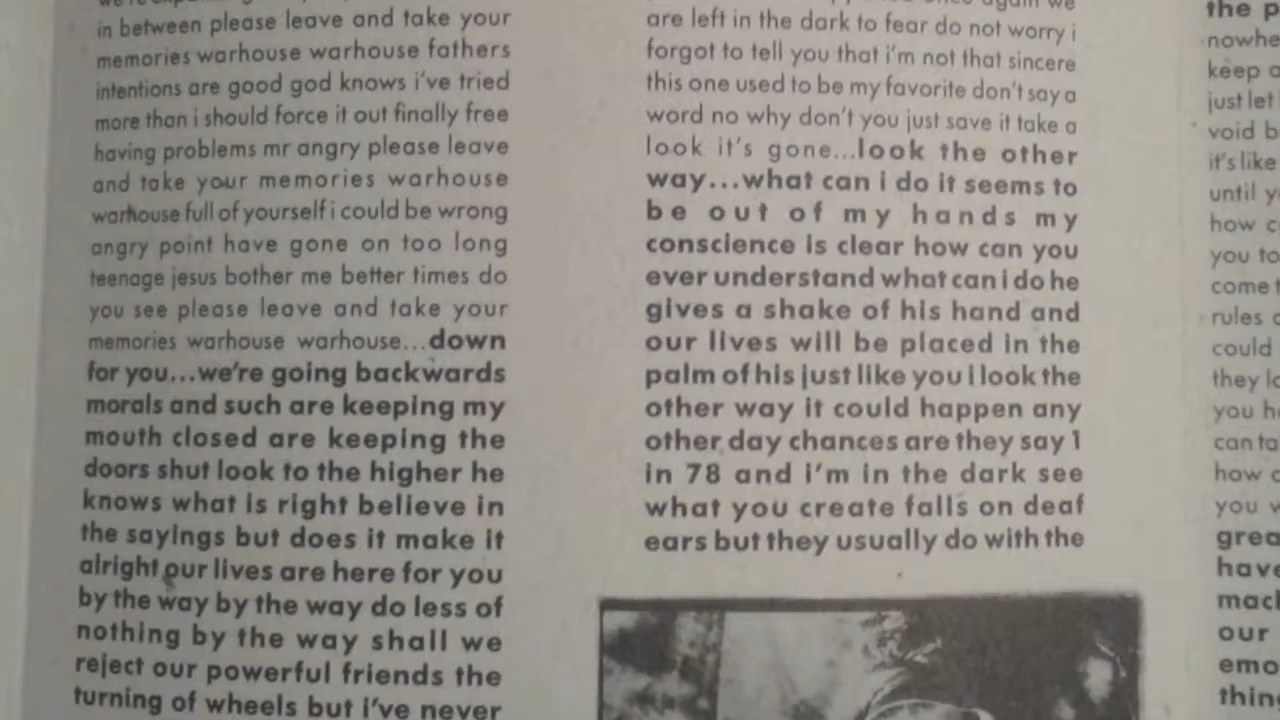 in between please leave and take your
memories warhouse warhouse fathers
intentions are good god knows i've tried
more than i should force it out finally free
having problems mr angry please leave
and take your memories warhouse
warhouse full of yourself i could be wrong
angry point have gone on too long
teenage jesus bother me better times do
you see please leave and take your
memories warhouse warhouse...down
for you...we're going backwards
morals and such are keeping my
mouth closed are keeping the
doors shut look to the higher he
knows what is right believe in
the sayings but does it make it
alright our lives are here for you
by the way by the way do less of
nothing by the way shall we
reject our powerful friends the
turning of wheels but i've never
again we
are left in the dark to fear do not worry i
forgot to tell you that i'm not that sincere
this one used to be my favorite don't say a
word no why don't you just save it take a
look it's gone...look the other
way...what can i do it seems to
be out of my hands my
conscience is clear how can you
ever understand what can i do he
gives a shake of his hand and
our lives will be placed in the
palm of his just like you i look the
other way it could happen any
other day chances are they say 1
in 78 and i'm in the dark see
what you create falls on deaf
ears but they usually do with the
the p
nowhe
keep
just let
void b
it's like
until y
how c
you to
come t
rules
could
they lo
you h
can ta
how
you w
grea
have
mac
our
emo
thin